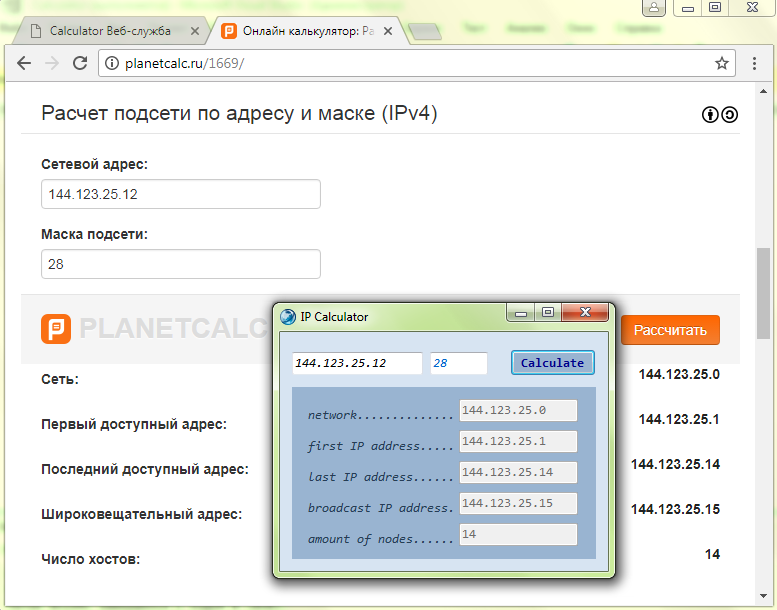 Calculator Веб-служба
Онлайн калькулятор: Ра
planetcalc.ru/1669/
Расчет подсети по адресу и маске (IPv4)
Сетевой адрес:
144.123.25.12
Маска подсети:
28
PLANETCALC
Рассчитать
Сеть:
144.123.25.0
Первый доступный адрес:
144.123.25.1
Последний доступный адрес:
144.123.25.14
Широковещательный адрес:
144.123.25.15
Число хостов:
14
IP Calculator
144.123.25.12 28 Calculate
network.............. 144.123.25.0
first IP address..... 144.123.25.1
last IP address...... 144.123.25.14
broadcast IP address. 144.123.25.15
amount of nodes...... 14